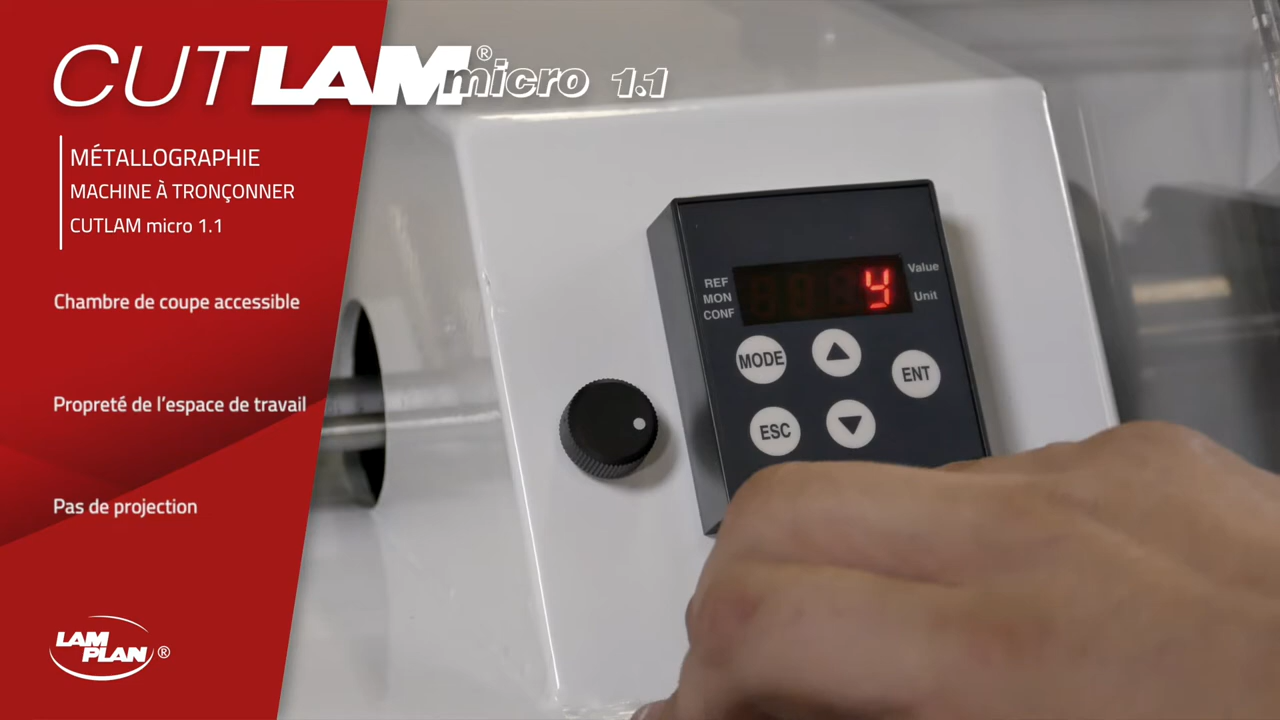 CUTLAM® micro 1.1
MÉTALLOGRAPHIE
MACHINE À TRONÇONNER
CUTLAM micro 1.1
Chambre de coupe accessible
Propreté de l'espace de travail
Pas de projection
LAM PLAN ®
REF
MON
CONF
4
Value
Unit
MODE
ENT
ESC